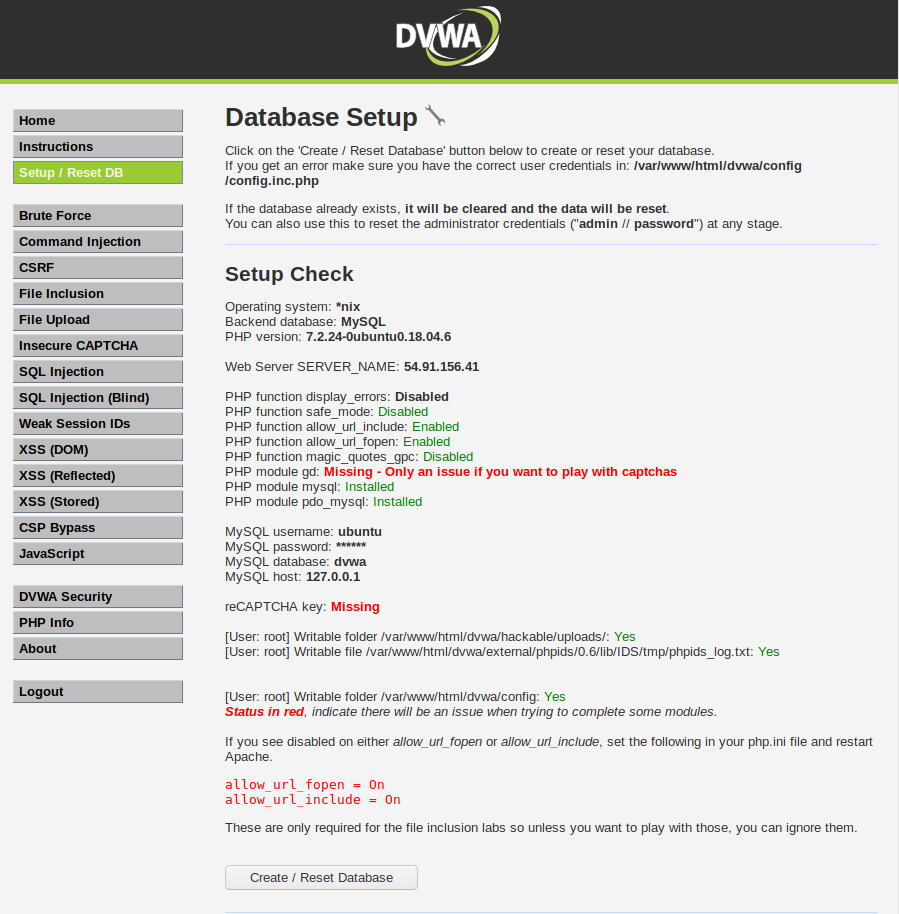 DVWA
Home
Instructions
Setup / Reset DB
Brute Force
Command Injection
CSRF
File Inclusion
File Upload
Insecure CAPTCHA
SQL Injection
SQL Injection (Blind)
Weak Session IDs
XSS (DOM)
XSS (Reflected)
XSS (Stored)
CSP Bypass
JavaScript
DVWA Security
PHP Info
About
Logout
Database Setup
Click on the 'Create / Reset Database' button below to create or reset your database.
If you get an error make sure you have the correct user credentials in: /var/www/html/dvwa/config
/config.inc.php
If the database already exists, it will be cleared and the data will be reset.
You can also use this to reset the administrator credentials ("admin // password") at any stage.
Setup Check
Operating system: *nix
Backend database: MySQL
PHP version: 7.2.24-0ubuntu0.18.04.6
Web Server SERVER_NAME: 54.91.156.41
PHP function display_errors: Disabled
PHP function safe_mode: Disabled
PHP function allow_url_include: Enabled
PHP function allow_url_fopen: Enabled
PHP function magic_quotes_gpc: Disabled
PHP module gd: Missing - Only an issue if you want to play with captchas
PHP module mysql: Installed
PHP module pdo_mysql: Installed
MySQL username: ubuntu
MySQL password: ******
MySQL database: dvwa
MySQL host: 127.0.0.1
reCAPTCHA key: Missing
[User: root] Writable folder /var/www/html/dvwa/hackable/uploads/: Yes
[User: root] Writable file /var/www/html/dvwa/external/phpids/0.6/lib/IDS/tmp/phpids_log.txt: Yes
[User: root] Writable folder /var/www/html/dvwa/config: Yes
Status in red, indicate there will be an issue when trying to complete some modules.
If you see disabled on either allow_url_fopen or allow_url_include, set the following in your php.ini file and restart
Apache.
allow_url_fopen = On
allow_url_include = On
These are only required for the file inclusion labs so unless you want to play with those, you can ignore them.
Create / Reset Database